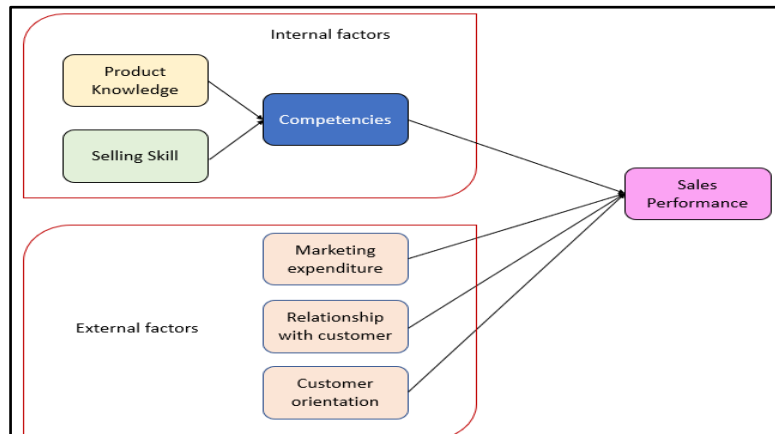 Internal factors
Product
Knowledge
Competencies
Selling Skill
Sales
Performance
Marketing
expenditure
Relationship
with customer
External factors
Customer
orientation